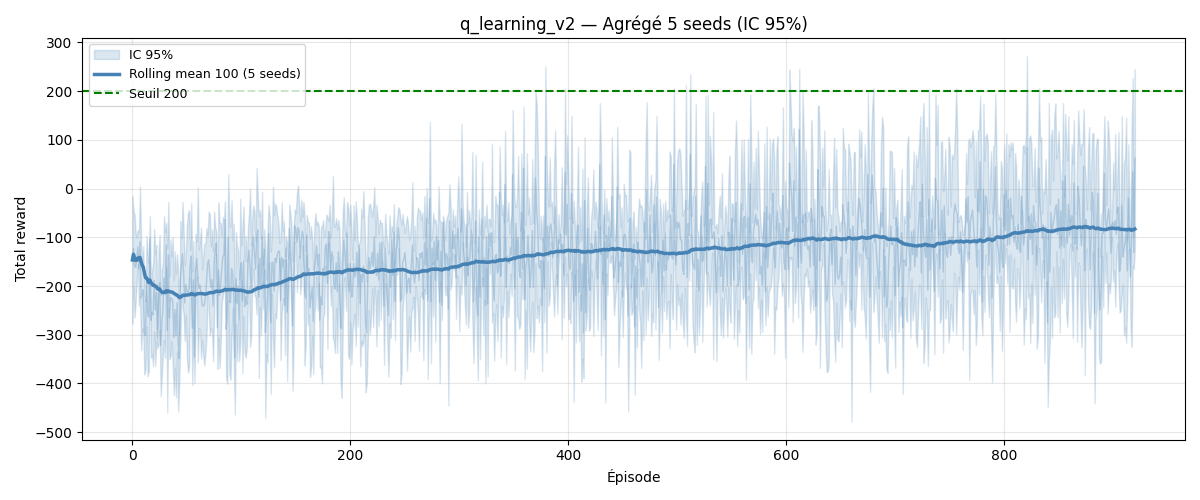 q_learning_v2 — Agrégé 5 seeds (IC 95%)
IC 95%
Rolling mean 100 (5 seeds)
Seuil 200
Total reward
300
200
100
0
−100
−200
−300
−400
−500
0
200
400
600
800
Épisode